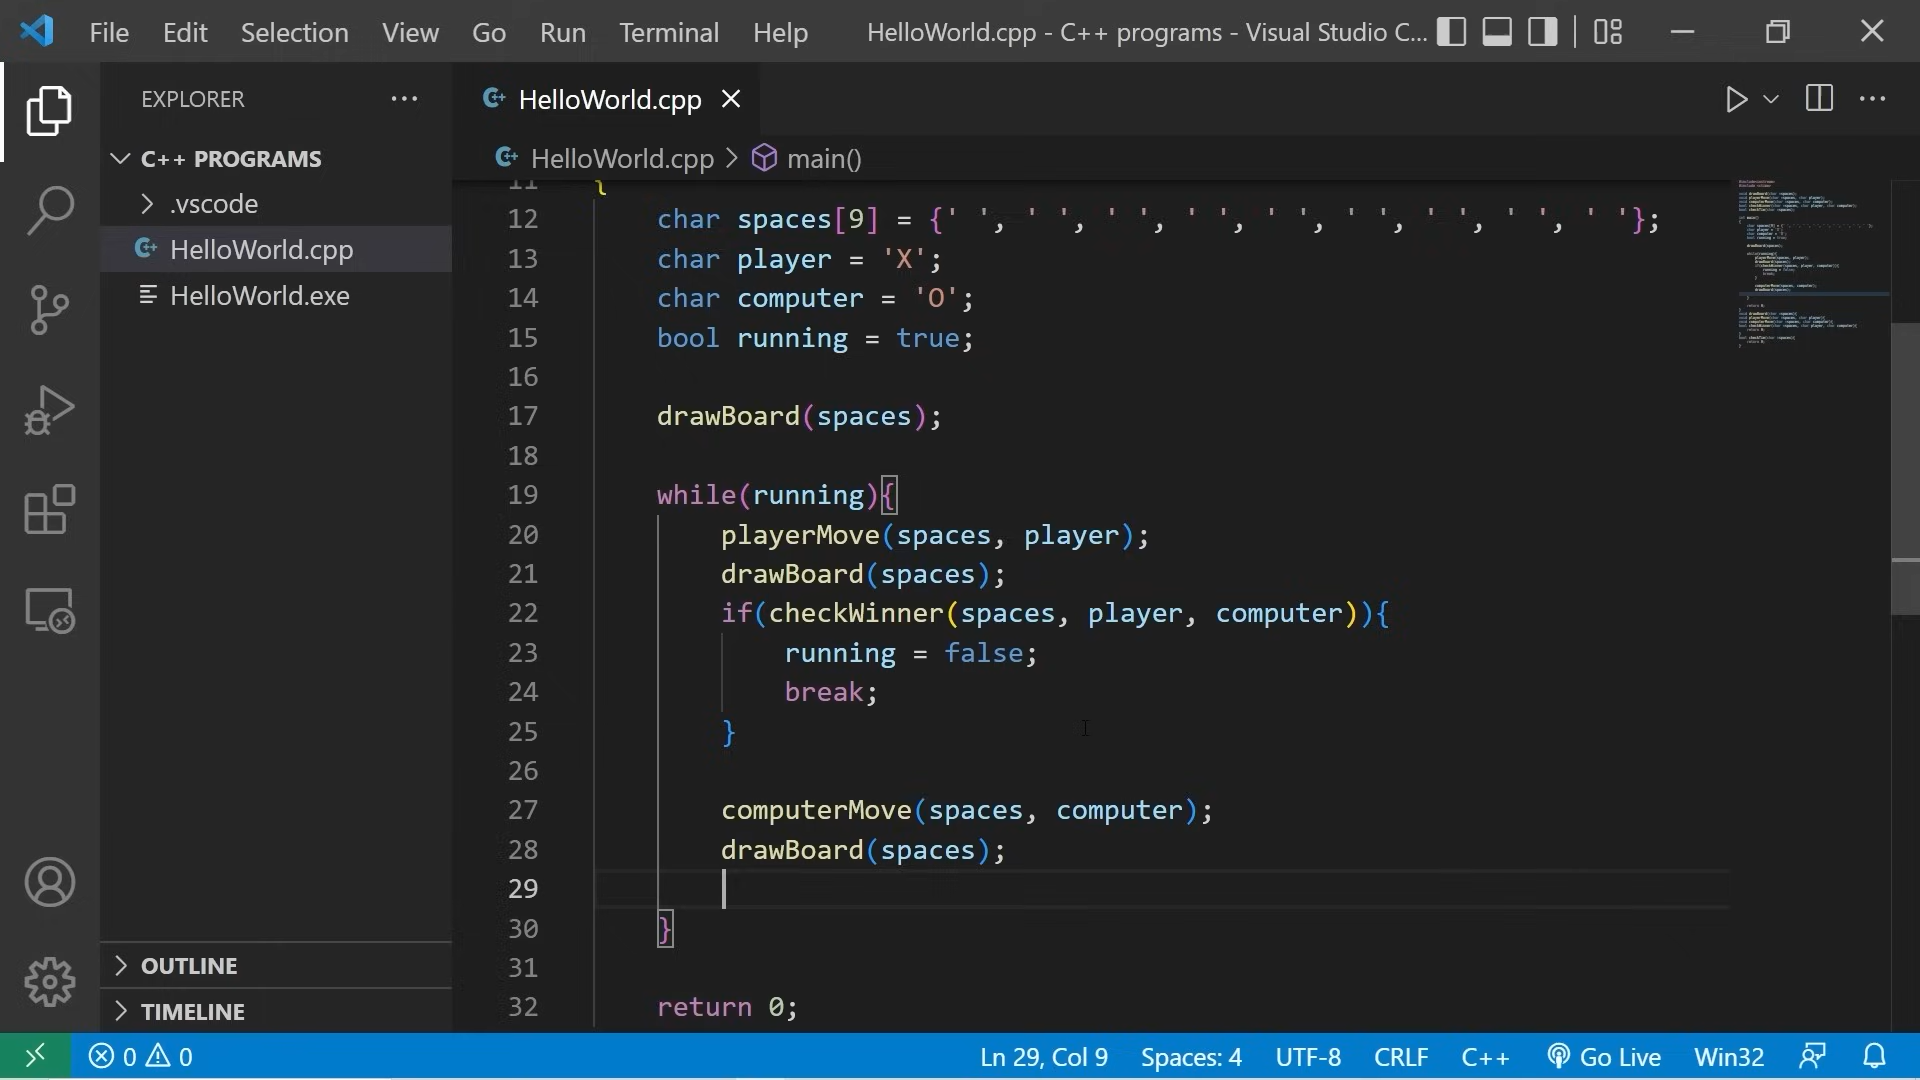 File Edit Selection View Go Run Terminal Help HelloWorld.cpp - C++ programs - Visual Studio C...
EXPLORER
HelloWorld.cpp
C++ PROGRAMS
HelloWorld.cpp > main()
.vscode
HelloWorld.cpp
HelloWorld.exe
11 {
12 char spaces[9] = {' ', ' ', ' ', ' ', ' ', ' ', ' ', ' ', ' '};
13 char player = 'X';
14 char computer = 'O';
15 bool running = true;
16
17 drawBoard(spaces);
18
19 while(running){
20 playerMove(spaces, player);
21 drawBoard(spaces);
22 if(checkWinner(spaces, player, computer)){
23 running = false;
24 break;
25 }
26
27 computerMove(spaces, computer);
28 drawBoard(spaces);
29
30 }
31
32 return 0;
OUTLINE
TIMELINE
0 0 Ln 29, Col 9 Spaces: 4 UTF-8 CRLF C++ Go Live Win32